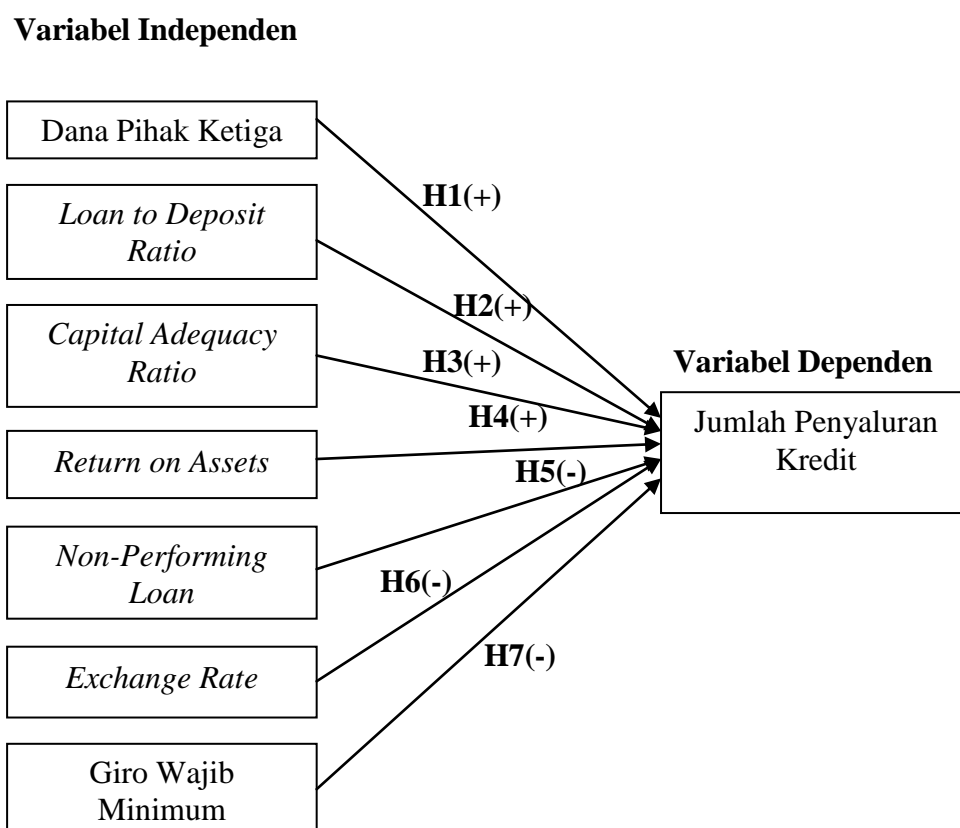 Variabel Independen
Dana Pihak Ketiga
H1(+)
Loan to Deposit
Ratio
H2(+)
Capital Adequacy
Ratio
H3(+)
Variabel Dependen
H4(+)
Jumlah Penyaluran
Kredit
Return on Assets
H5(-)
Non-Performing
Loan
H6(-)
Exchange Rate
H7(-)
Giro Wajib
Minimum